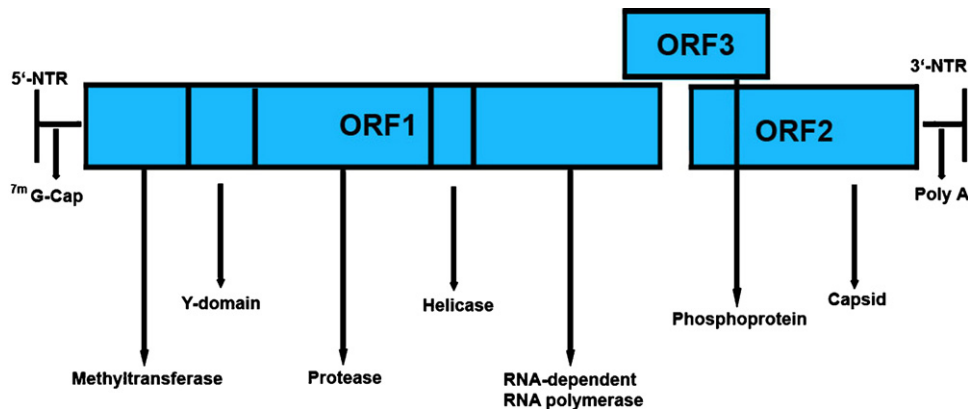 ORF3
5‘-NTR
3‘-NTR
ORF1
ORF2
7m G-Cap
Poly A
Y-domain
Helicase
Capsid
Phosphoprotein
Methyltransferase
Protease
RNA-dependent
RNA polymerase